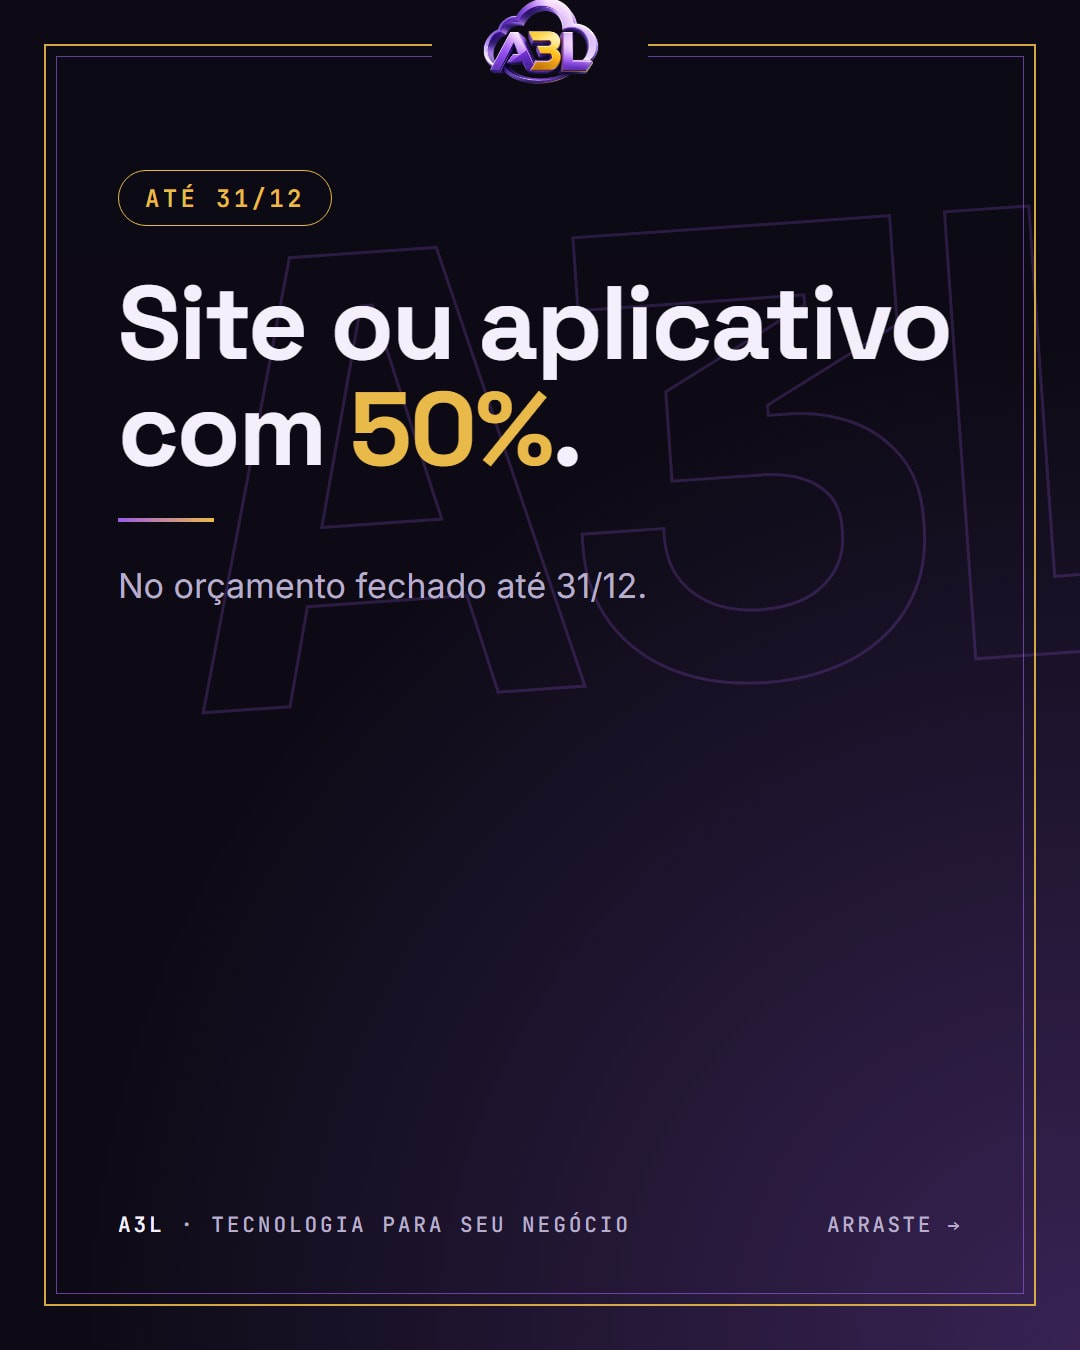 A3L
ATÉ 31/12
Site ou aplicativo
com 50%.
No orçamento fechado até 31/12.
A3L
A3L · TECNOLOGIA PARA SEU NEGÓCIO
ARRASTE →